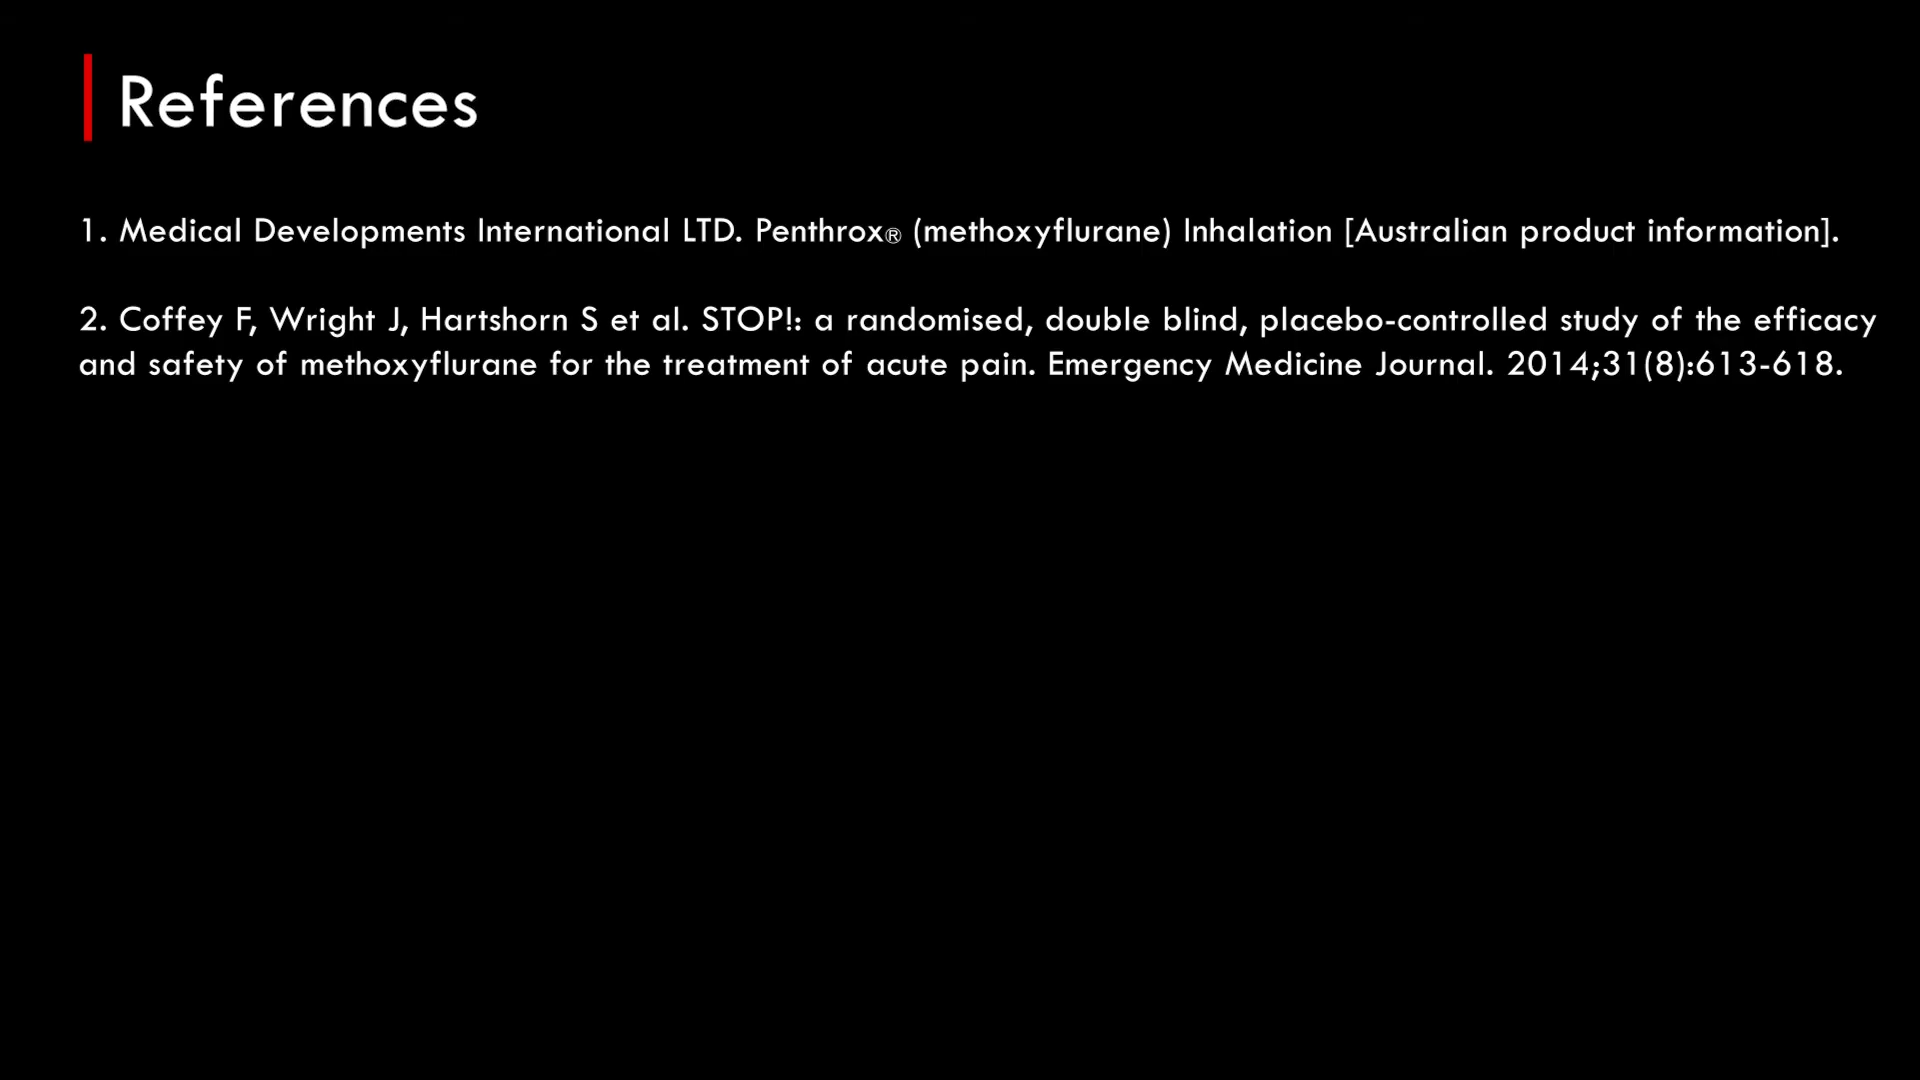 References
1. Medical Developments International LTD. Penthrox® (methoxyflurane) Inhalation [Australian product information].
2. Coffey F, Wright J, Hartshorn S et al. STOP!: a randomised, double blind, placebo-controlled study of the efficacy
and safety of methoxyflurane for the treatment of acute pain. Emergency Medicine Journal. 2014;31(8):613-618.